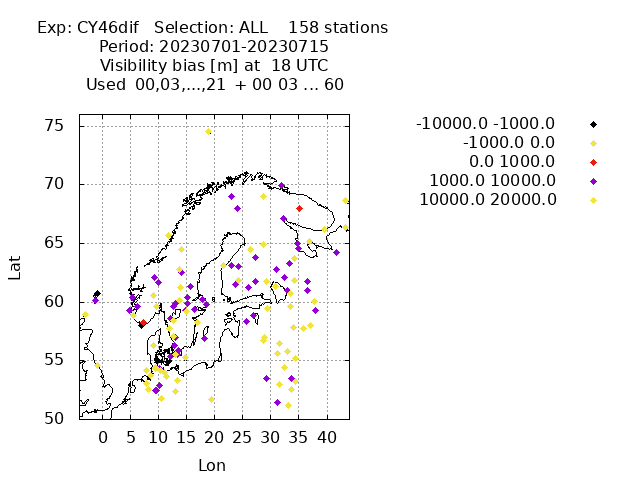 Exp: CY46dif   Selection: ALL    158 stations
Period: 20230701-20230715
Visibility bias [m] at  18 UTC
Used  00,03,...,21  + 00 03 ... 60
-10000.0 -1000.0
-1000.0 0.0
0.0 1000.0
1000.0 10000.0
10000.0 20000.0
75
70
65
60
55
50
Lat
0 5 10 15 20 25 30 35 40
Lon